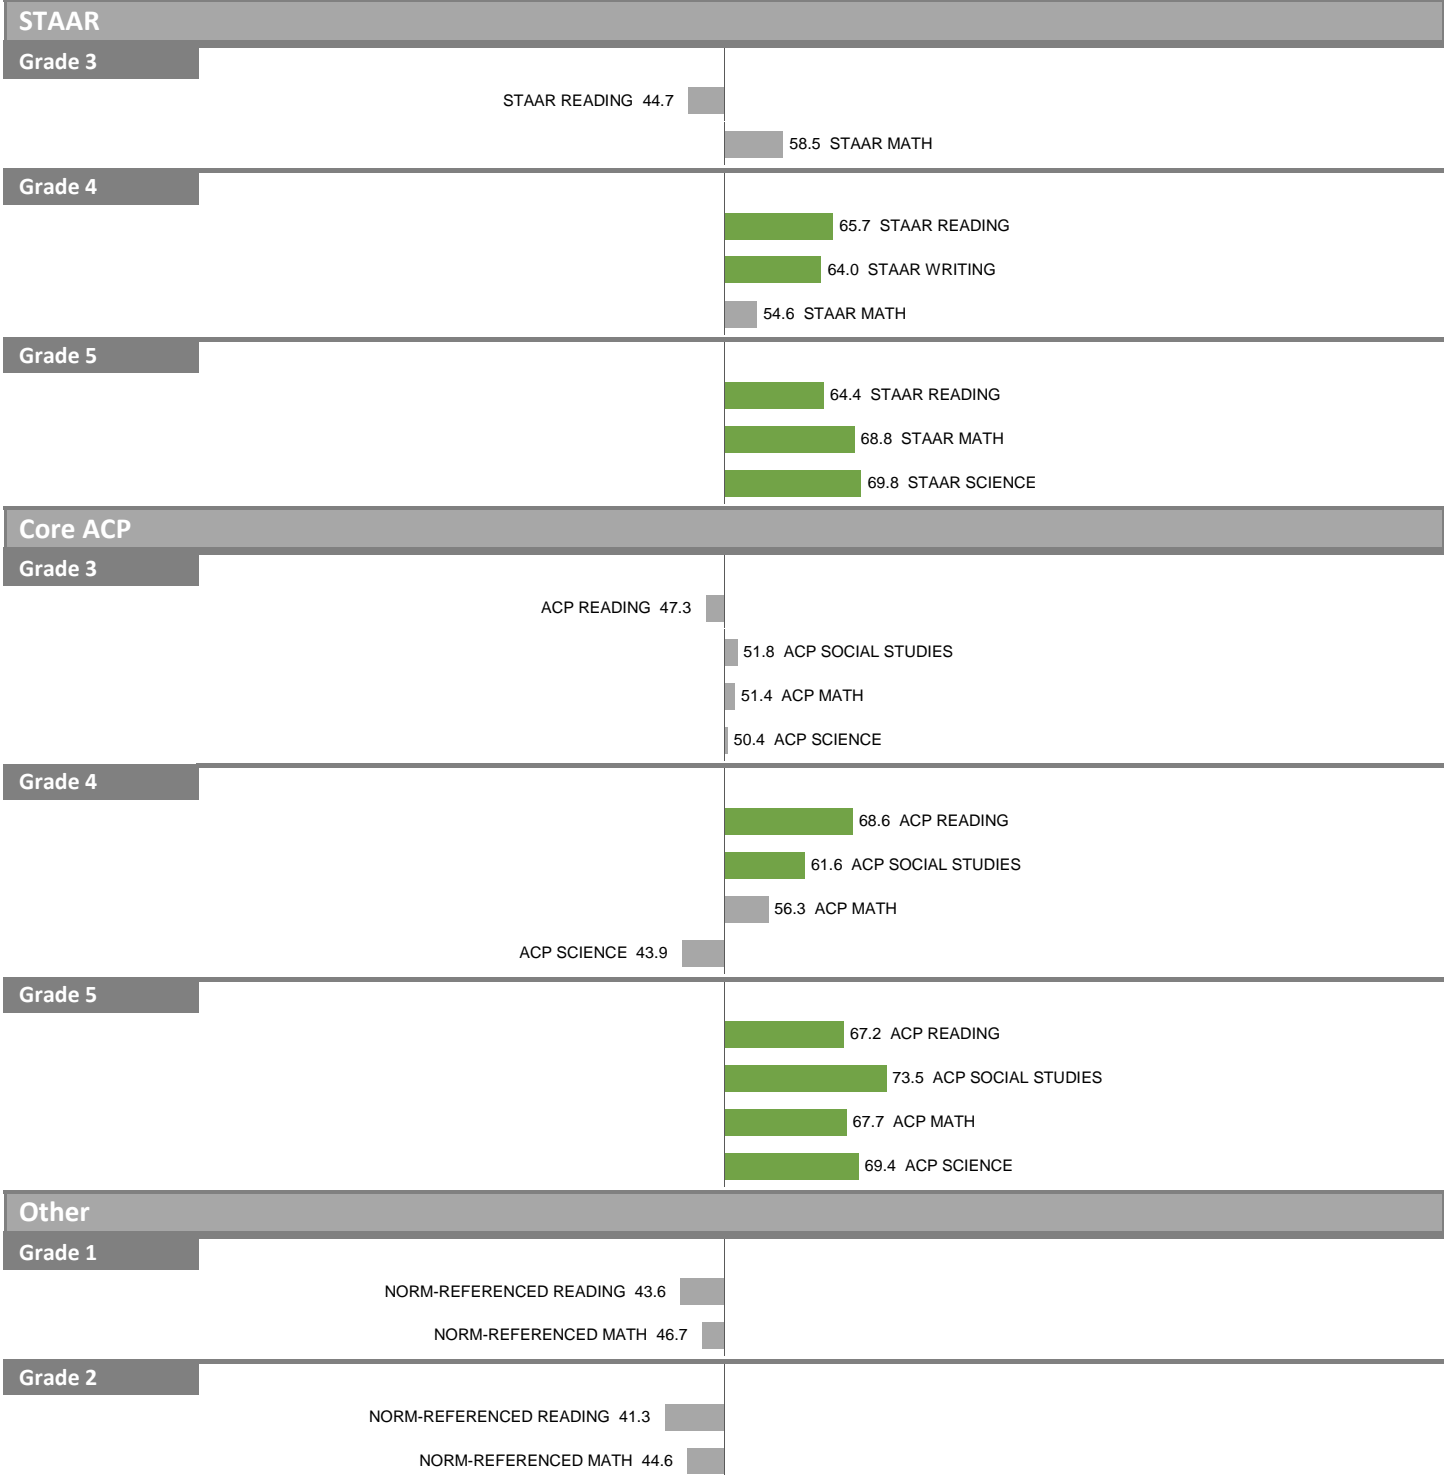 STAAR
Grade 3
STAAR READING 44.7
58.5 STAAR MATH
Grade 4
65.7 STAAR READING
64.0 STAAR WRITING
54.6 STAAR MATH
Grade 5
64.4 STAAR READING
68.8 STAAR MATH
69.8 STAAR SCIENCE
Core ACP
Grade 3
ACP READING 47.3
51.8 ACP SOCIAL STUDIES
51.4 ACP MATH
50.4 ACP SCIENCE
Grade 4
68.6 ACP READING
61.6 ACP SOCIAL STUDIES
56.3 ACP MATH
ACP SCIENCE 43.9
Grade 5
67.2 ACP READING
73.5 ACP SOCIAL STUDIES
67.7 ACP MATH
69.4 ACP SCIENCE
Other
Grade 1
NORM-REFERENCED READING 43.6
NORM-REFERENCED MATH 46.7
Grade 2
NORM-REFERENCED READING 41.3
NORM-REFERENCED MATH 44.6